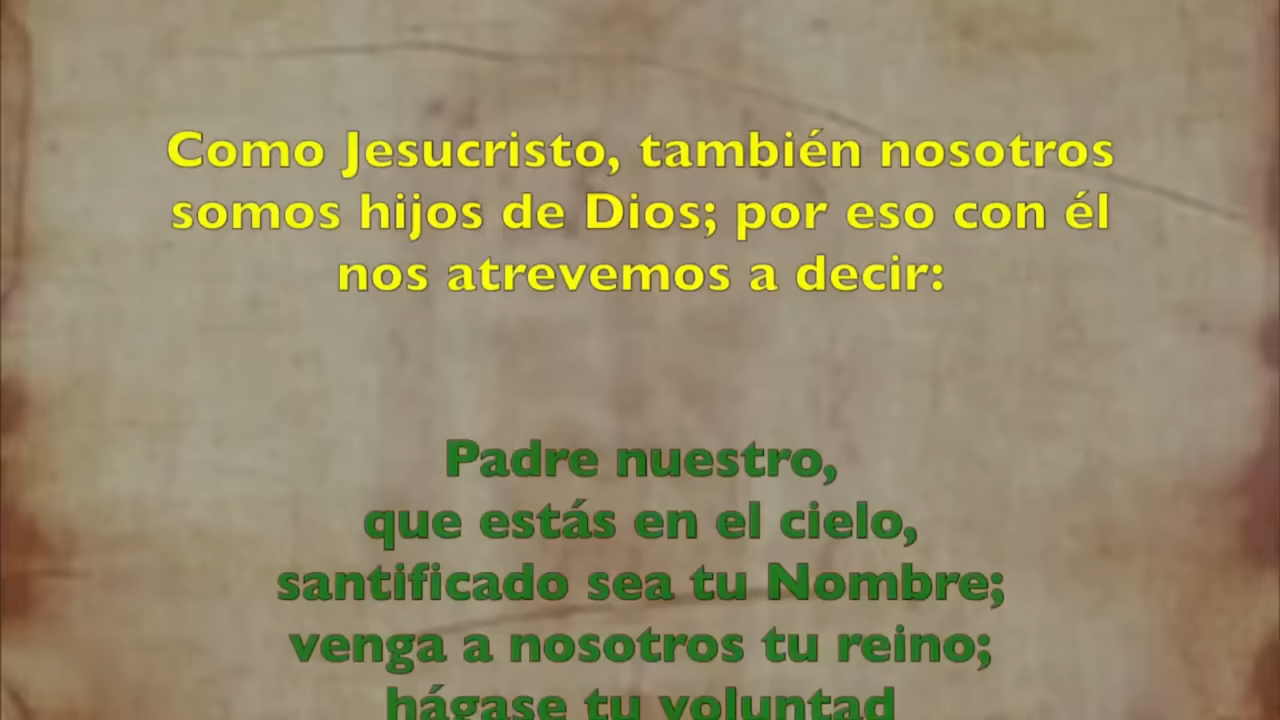 Como Jesucristo, también nosotros
somos hijos de Dios; por eso con él
nos atrevemos a decir:
Padre nuestro,
que estás en el cielo,
santificado sea tu Nombre;
venga a nosotros tu reino;
hágase tu voluntad